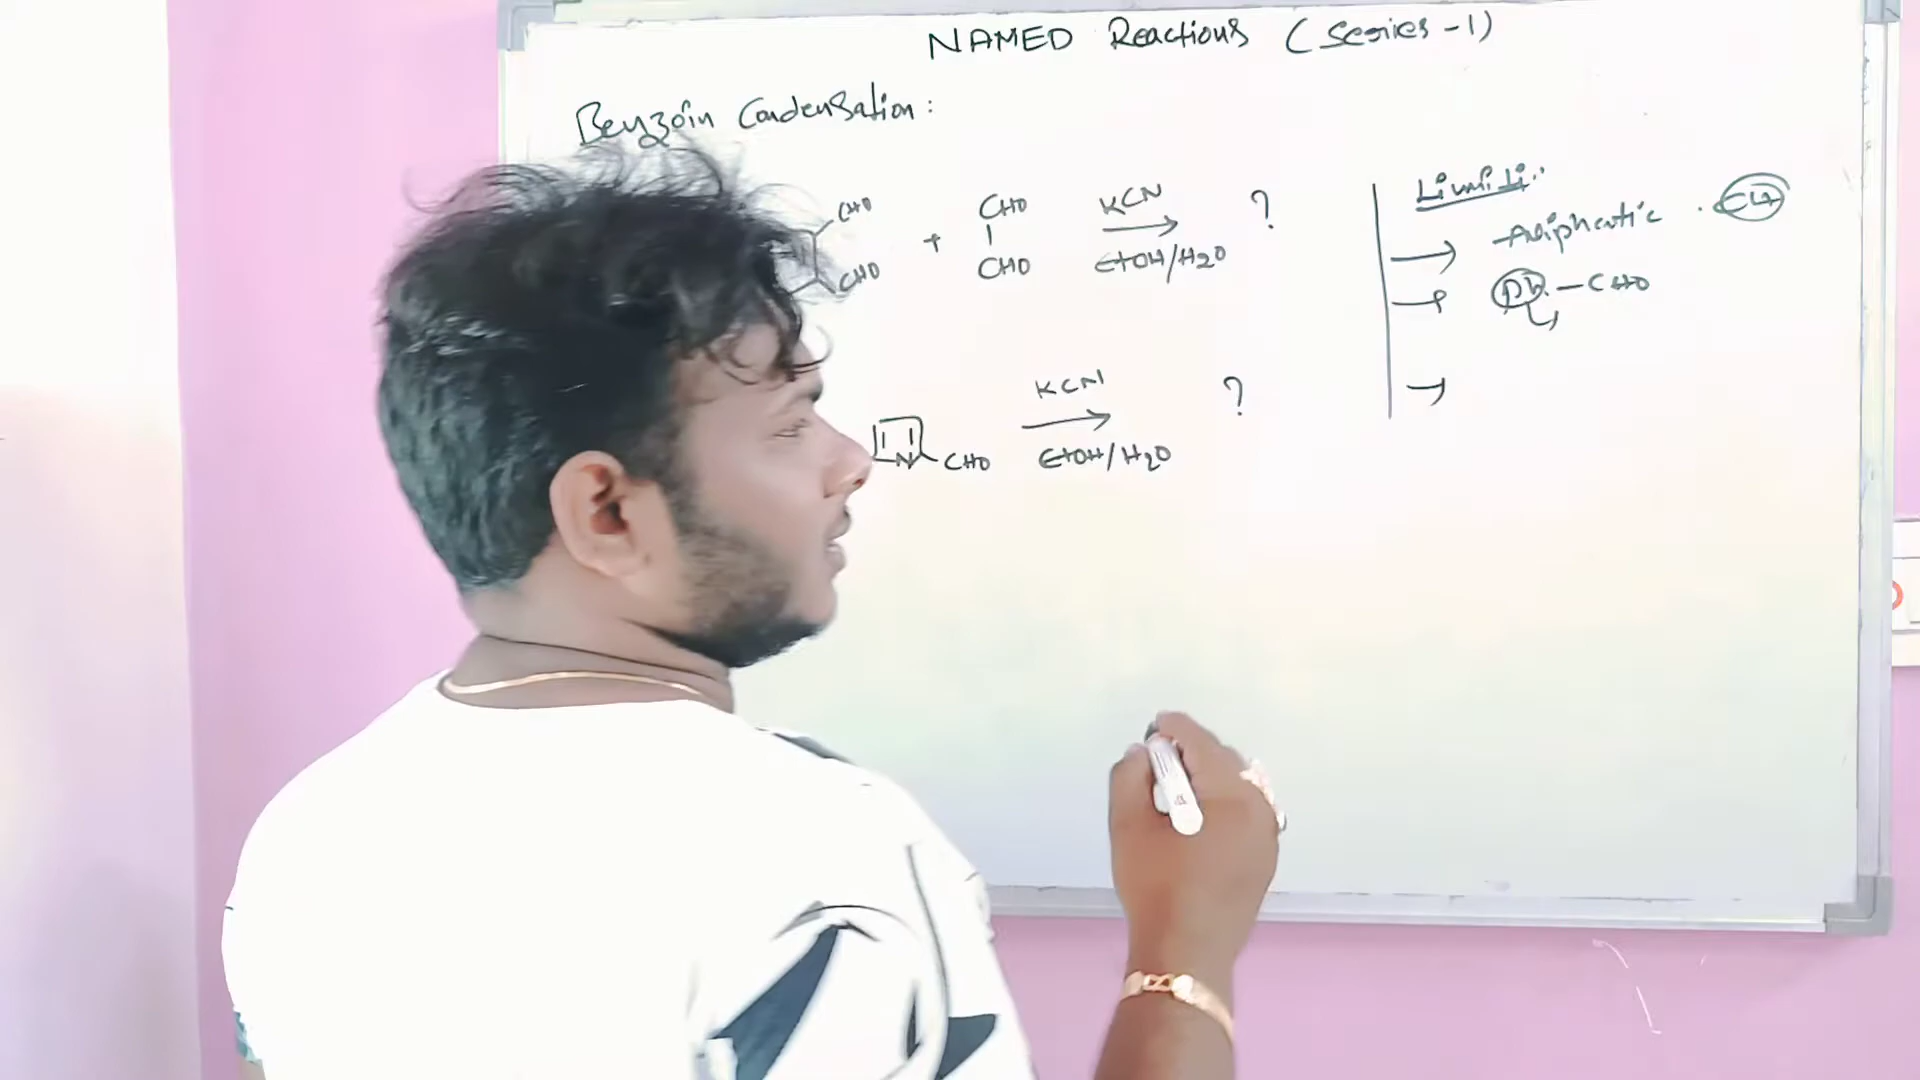 NAMED Reactions (Series-1)
Benzoin Condensation:
CHO
CHO
+
CHO
CHO
KCN
EtOH/H2O
?
N
CHO
KCN
EtOH/H2O
?
Limiti..
→ Aliphatic
→ Ph - CHO
→